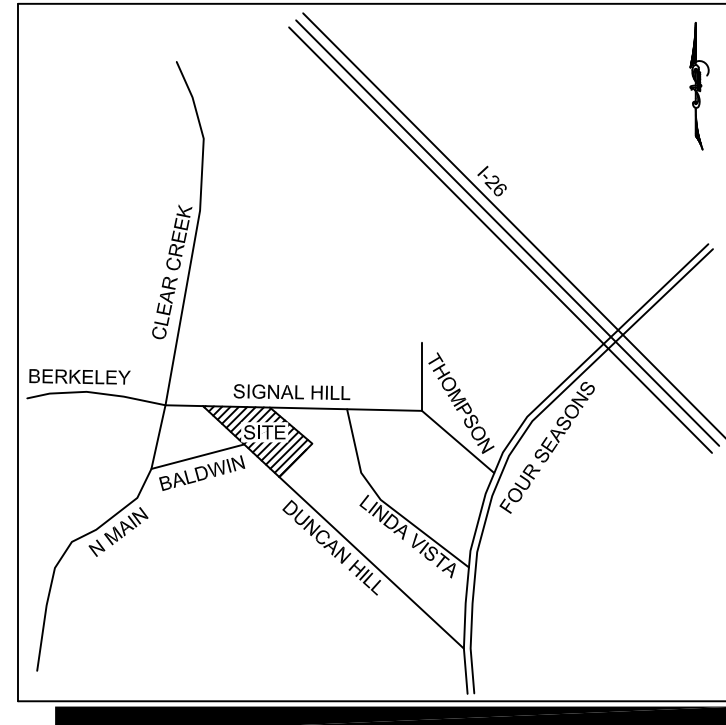 I-26
CLEAR CREEK
BERKELEY
SIGNAL HILL
THOMPSON
SITE
FOUR SEASONS
BALDWIN
LINDA VISTA
N MAIN
DUNCAN HILL